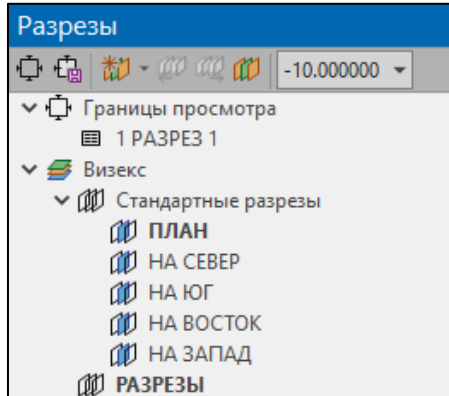 Разрезы
-10.000000
Границы просмотра
1 РАЗРЕЗ 1
Визекс
Стандартные разрезы
ПЛАН
НА СЕВЕР
НА ЮГ
НА ВОСТОК
НА ЗАПАД
РАЗРЕЗЫ